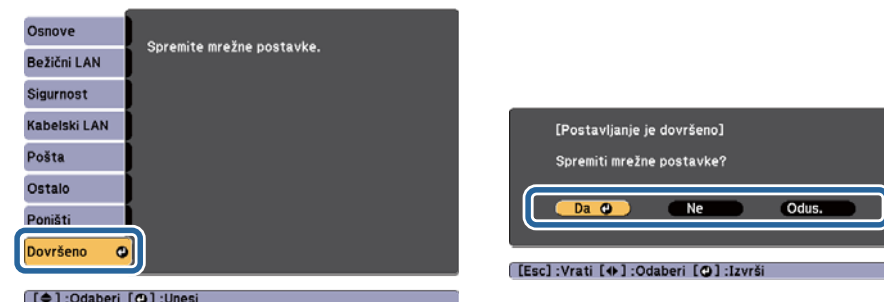 Osnove
Bežični LAN
Sigurnost
Kabelski LAN
Pošta
Ostalo
Poništi
Dovršeno
Spremite mrežne postavke.
[ ] :Odaberi [ ] :Unesi
[Postavljanje je dovršeno]
Spremiti mrežne postavke?
Da Ne Odus.
[Esc] :Vrati [ ] :Odaberi [ ] :Izvrši